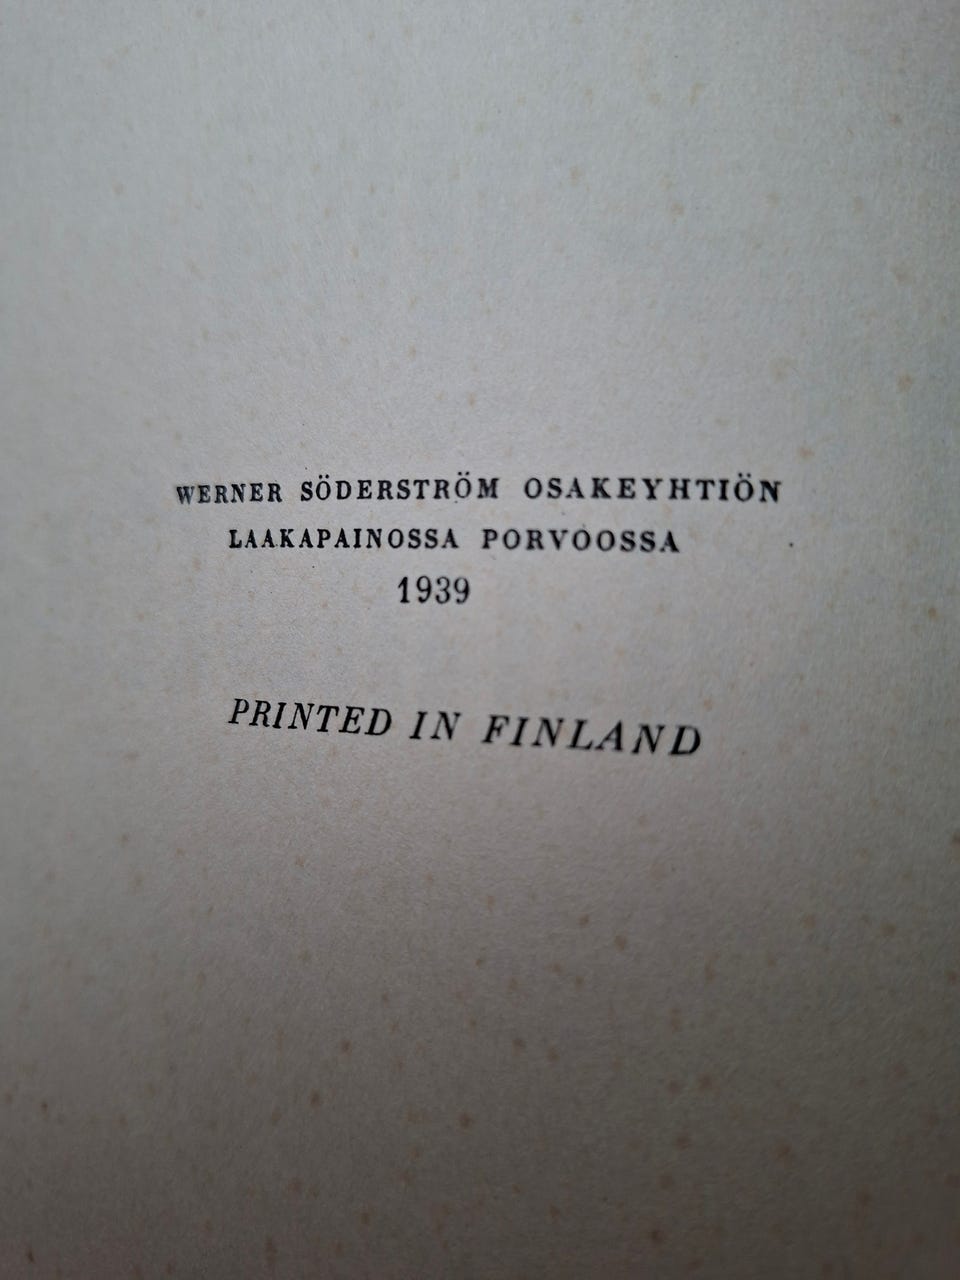 WERNER SÖDERSTRÖM OSAKEYHTIÖN
LAAKAPAINOSSA PORVOOSSA
1939
PRINTED IN FINLAND